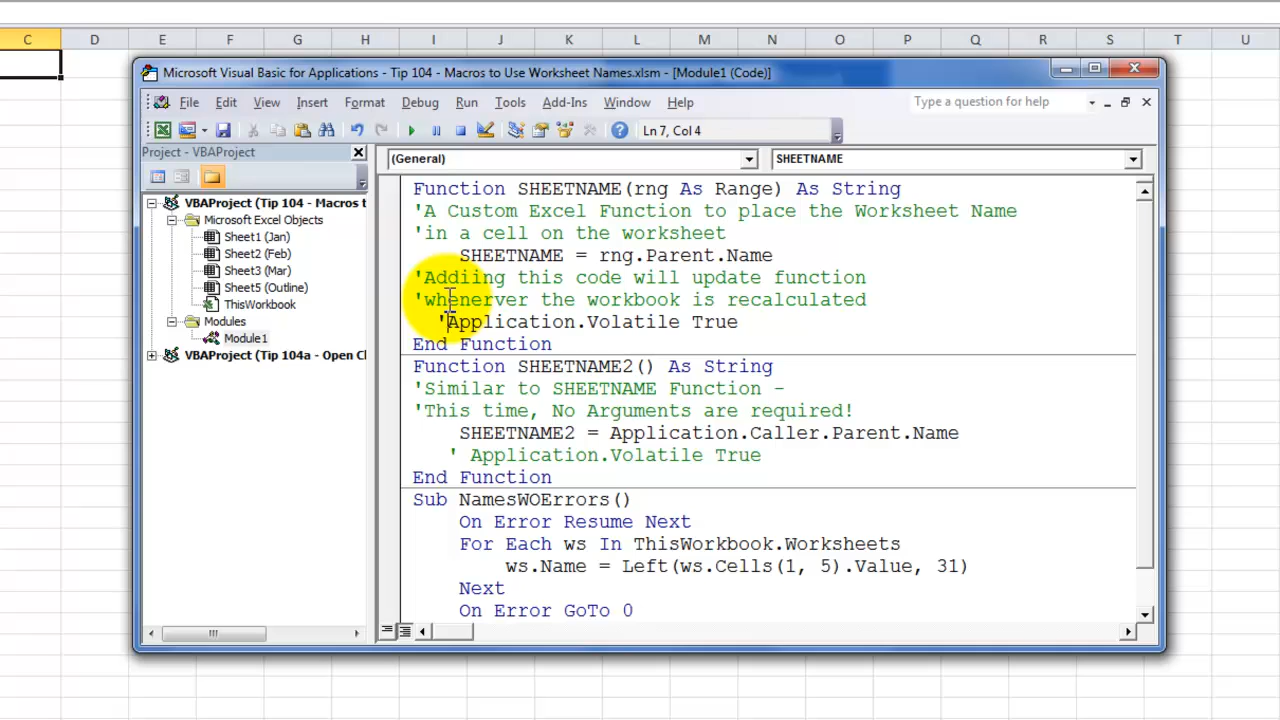 C D E F G H I J K L M N O P Q R S T U
Microsoft Visual Basic for Applications - Tip 104 - Macros to Use Worksheet Names.xlsm - [Module1 (Code)]
File Edit View Insert Format Debug Run Tools Add-Ins Window Help Type a question for help
Ln 7, Col 4
Project - VBAProject
(General) SHEETNAME
VBAProject (Tip 104 - Macros t
Microsoft Excel Objects
Sheet1 (Jan)
Sheet2 (Feb)
Sheet3 (Mar)
Sheet5 (Outline)
ThisWorkbook
Modules
Module1
VBAProject (Tip 104a - Open Cl
Function SHEETNAME(rng As Range) As String
'A Custom Excel Function to place the Worksheet Name
'in a cell on the worksheet
SHEETNAME = rng.Parent.Name
'Addiing this code will update function
'whenerver the workbook is recalculated
'Application.Volatile True
End Function
Function SHEETNAME2() As String
'Similar to SHEETNAME Function -
'This time, No Arguments are required!
SHEETNAME2 = Application.Caller.Parent.Name
' Application.Volatile True
End Function
Sub NamesWOErrors()
On Error Resume Next
For Each ws In ThisWorkbook.Worksheets
ws.Name = Left(ws.Cells(1, 5).Value, 31)
Next
On Error GoTo 0